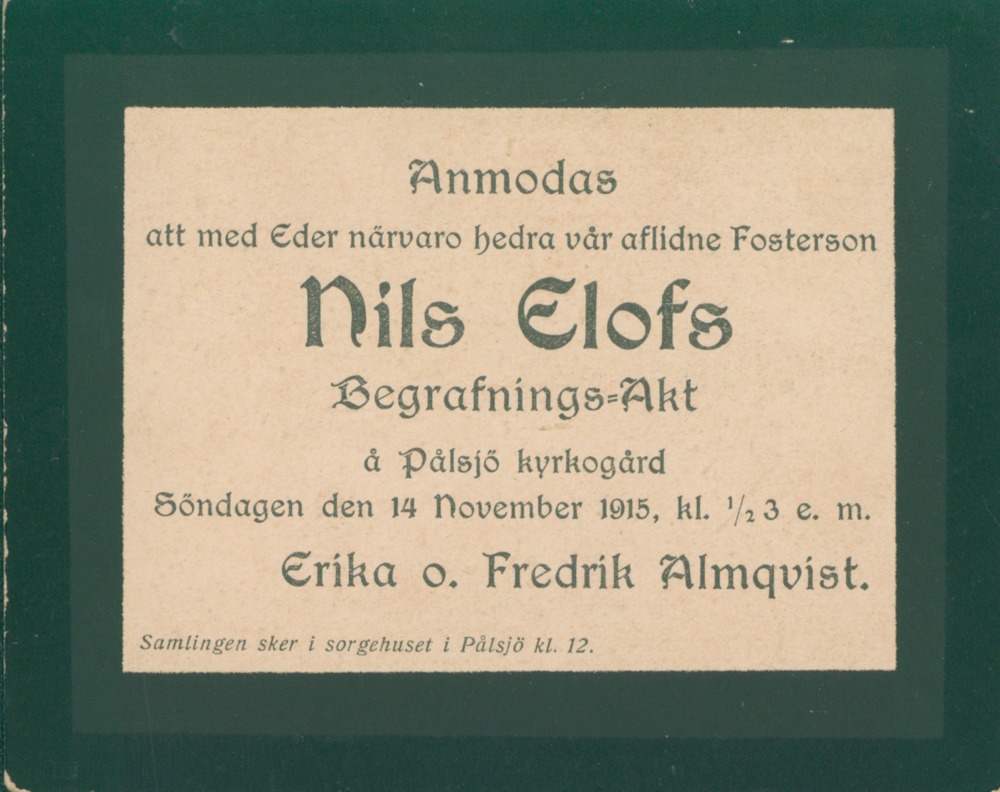 Anmodas
att med Eder närvaro hedra vår aflidne Fosterson
Nils Elofs
Begrafnings-Akt
å Pålsjö kyrkogård
Söndagen den 14 November 1915, kl. 1/2 3 e. m.
Erika o. Fredrik Almqvist.
Samlingen sker i sorgehuset i Pålsjö kl. 12.